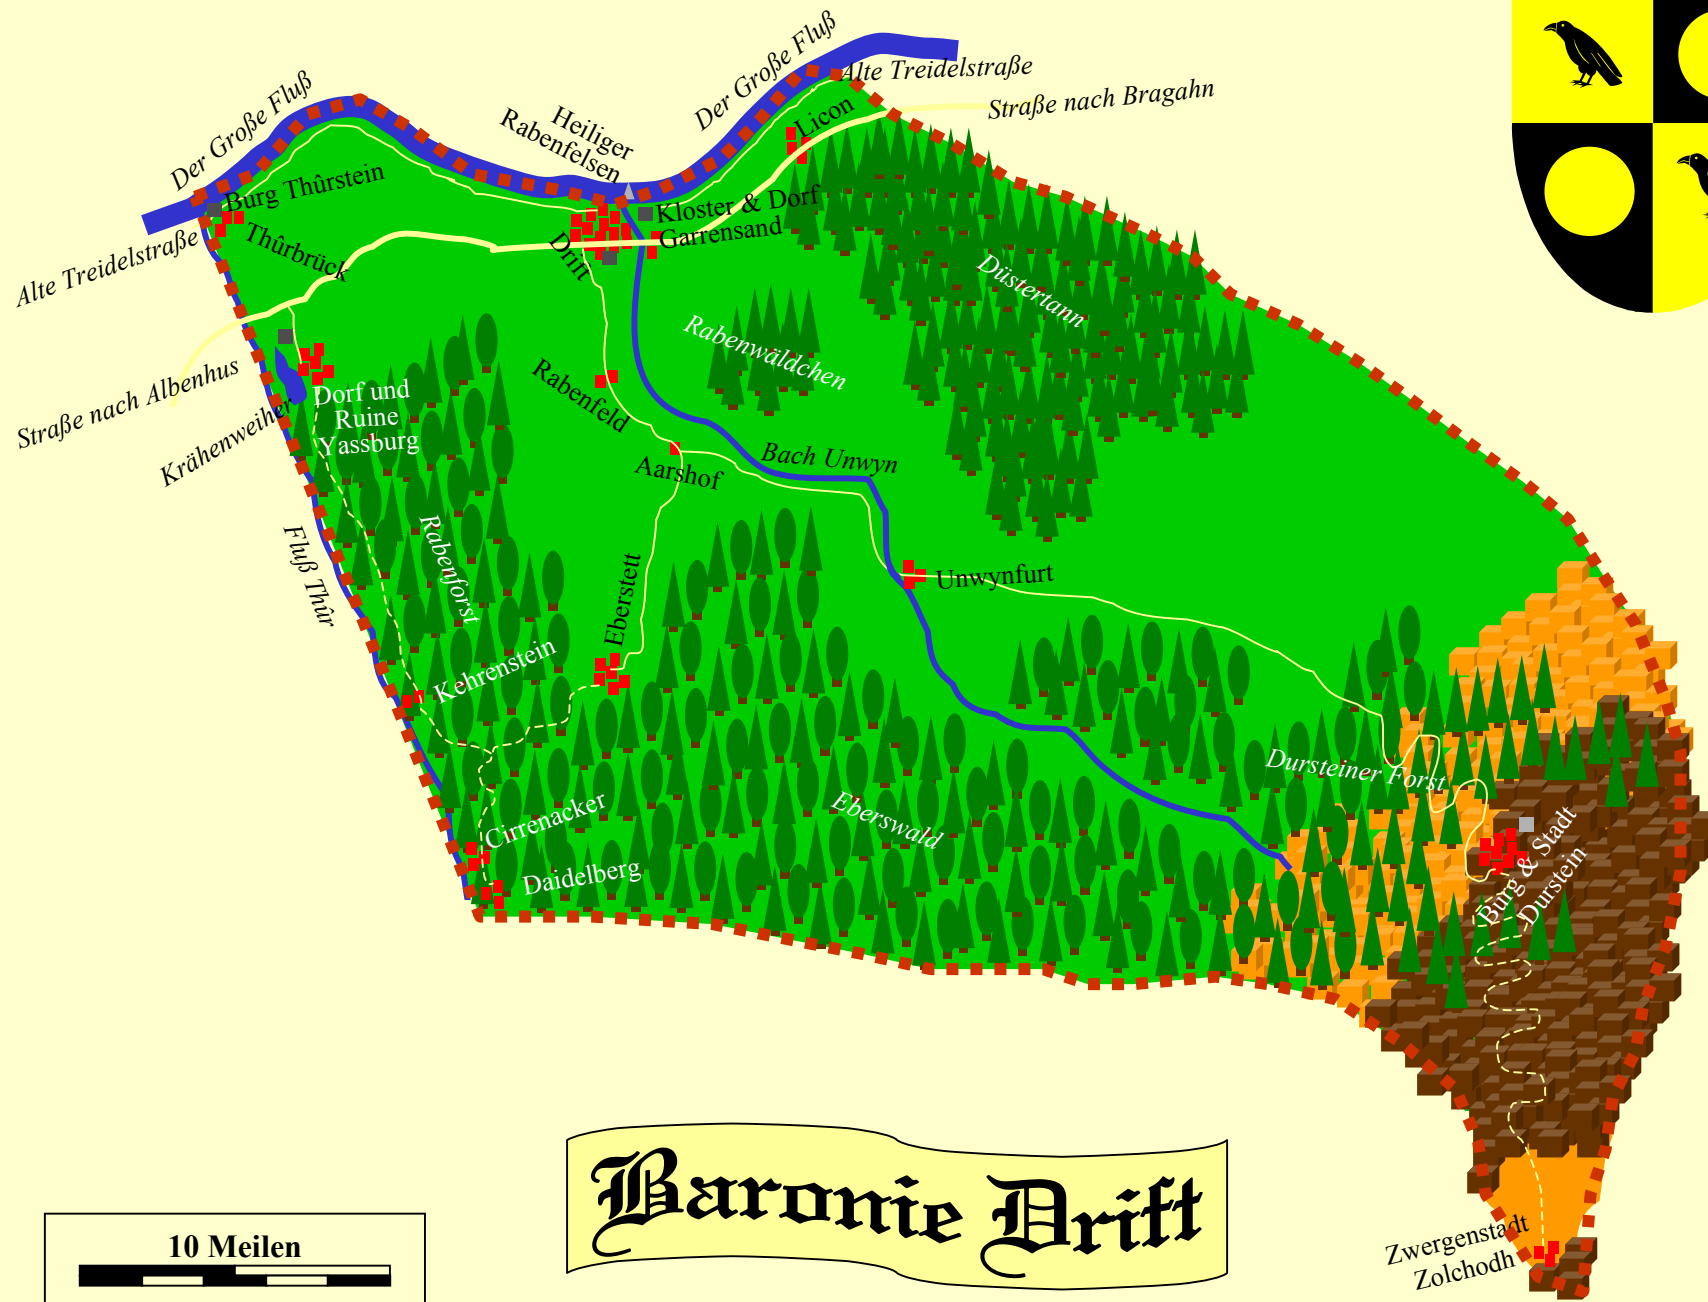 Der Große Fluß
Alte Treidelstraße
Straße nach Bragahn
Der Große Fluß
Licon
Heiliger
Rabenfelsen
Burg Thûrstein
Kloster & Dorf
Garrensand
Alte Treidelstraße
Thûrbrück
Drift
Düstertann
Rabenwäldchen
Straße nach Albenhus
Krähenweiher
Dorf und
Ruine
Yassburg
Rabenfeld
Aarshof
Bach Unwyn
Fluß Thûr
Rabenforst
Eberstett
Unwynfurt
Kehrenstein
Dursteiner Forst
Cirrenacker
Eberswald
Daidelberg
Burg & Stadt
Durstein
Baronie Drift
Zwergenstadt
Zolchodh
10 Meilen